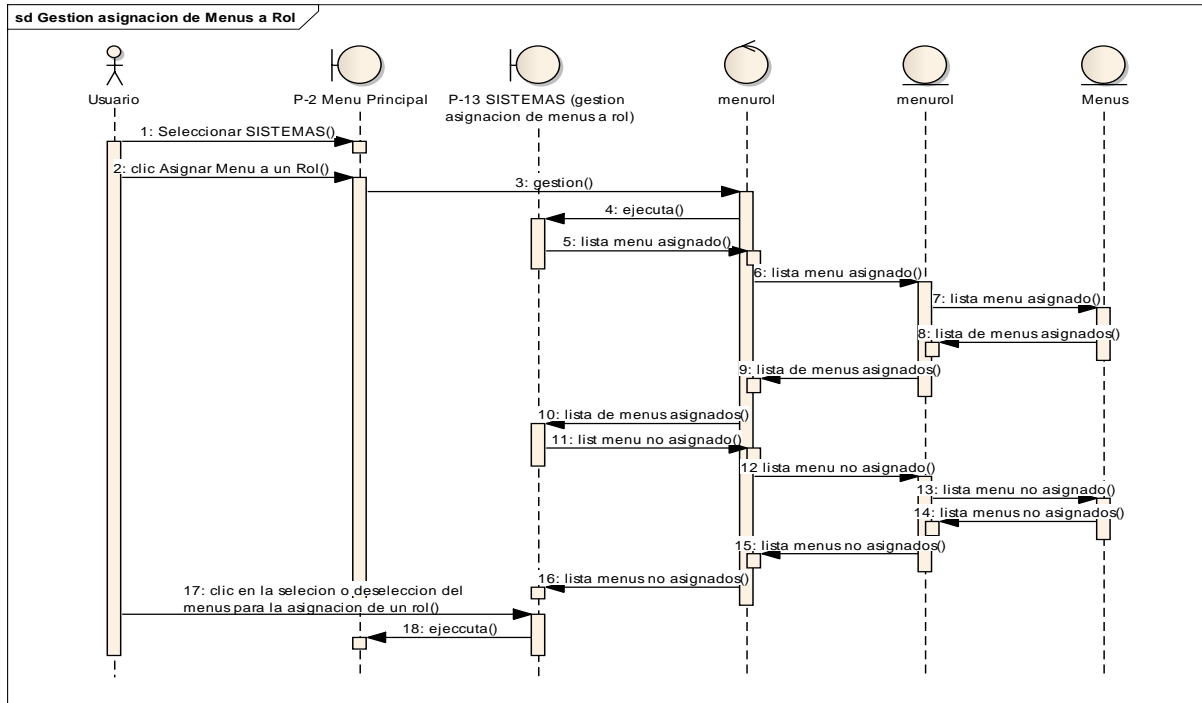 sd Gestion asignacion de Menus a Rol
Usuario
P-2 Menu Principal
P-13 SISTEMAS (gestion
asignacion de menus a rol)
menurol
menurol
Menus
1: Seleccionar SISTEMAS()
2: clic Asignar Menu a un Rol()
3: gestion()
4: ejecuta()
5: lista menu asignado()
6: lista menu asignado()
7: lista menu asignado()
8: lista de menus asignados()
9: lista de menus asignados()
10: lista de menus asignados()
11: list menu no asignado()
12 lista menu no asignado()
13: lista menu no asignado()
14: lista menus no asignados()
15: lista menus no asignados()
16: lista menus no asignados()
17: clic en la selecion o deseleccion del
menus para la asignacion de un rol()
18: ejeccuta()